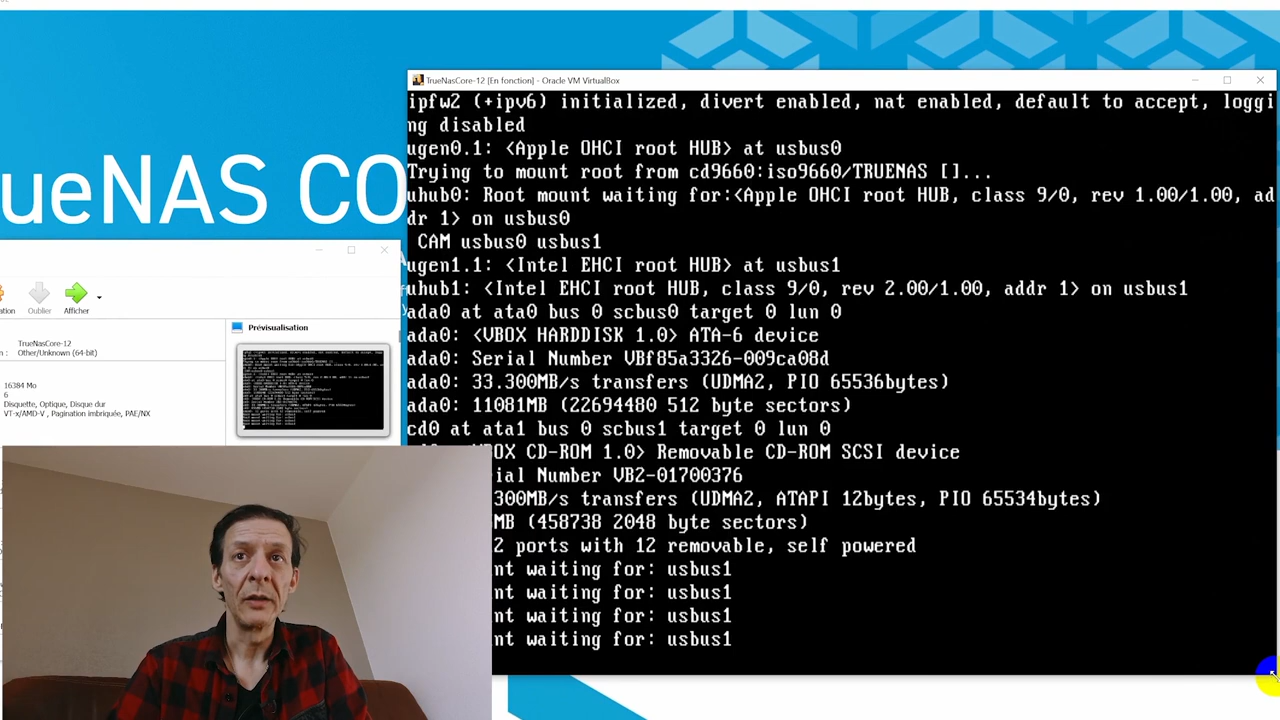 ueNAS CO
TrueNasCore-12 [En fonction] - Oracle VM VirtualBox
ipfw2 (+ipv6) initialized, divert enabled, nat enabled, default to accept, loggi
ng disabled
ugen0.1: <Apple OHCI root HUB> at usbus0
Trying to mount root from cd9660:iso9660/TRUENAS []...
uhub0: Root mount waiting for:<Apple OHCI root HUB, class 9/0, rev 1.00/1.00, ad
dr 1> on usbus0
CAM usbus0 usbus1
ugen1.1: <Intel EHCI root HUB> at usbus1
uhub1: <Intel EHCI root HUB, class 9/0, rev 2.00/1.00, addr 1> on usbus1
ada0 at ata0 bus 0 scbus0 target 0 lun 0
ada0: <VBOX HARDDISK 1.0> ATA-6 device
ada0: Serial Number VBf85a3326-009ca08d
ada0: 33.300MB/s transfers (UDMA2, PIO 65536bytes)
ada0: 11081MB (22694480 512 byte sectors)
cd0 at ata1 bus 0 scbus1 target 0 lun 0
BOX CD-ROM 1.0> Removable CD-ROM SCSI device
ial Number VB2-01700376
300MB/s transfers (UDMA2, ATAPI 12bytes, PIO 65534bytes)
MB (458738 2048 byte sectors)
2 ports with 12 removable, self powered
nt waiting for: usbus1
nt waiting for: usbus1
nt waiting for: usbus1
nt waiting for: usbus1
ation
Oublier
Afficher
TrueNasCore-12
Other/Unknown (64-bit)
16384 Mo
6
Disquette, Optique, Disque dur
VT-x/AMD-V , Pagination imbriquée, PAE/NX
Prévisualisation